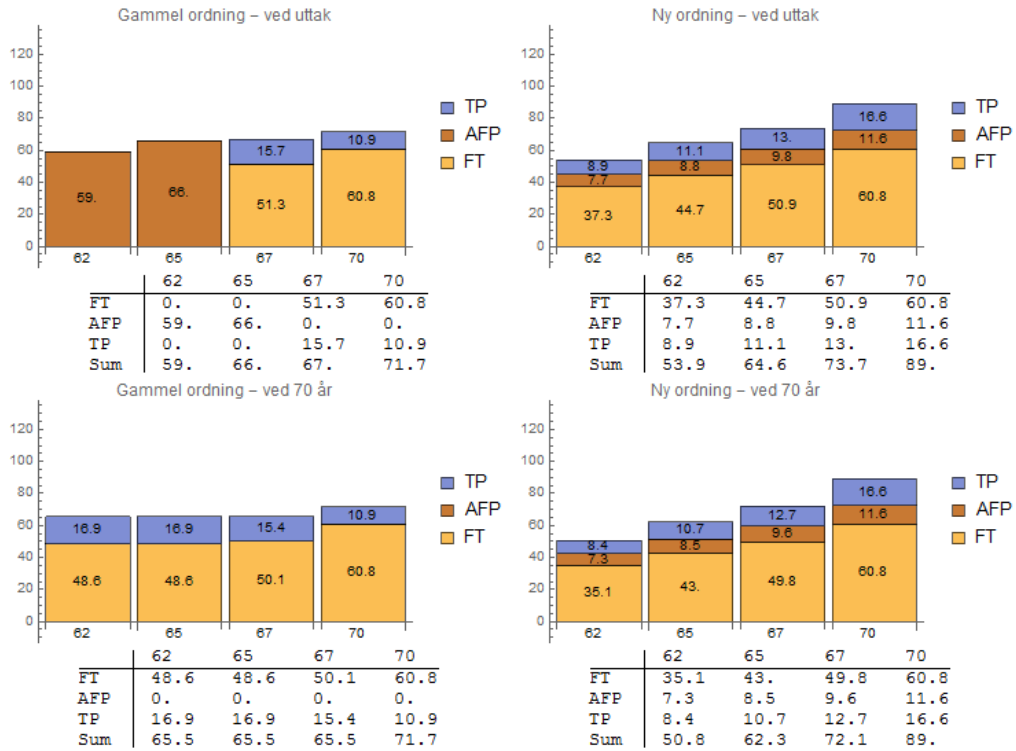 Gammel ordning – ved uttak
120
100
80
60
40
20
0
59.
66.
15.7
51.3
10.9
60.8
62 65 67 70
TP
AFP
FT
62 65 67 70
FT 0. 0. 51.3 60.8
AFP 59. 66. 0. 0.
TP 0. 0. 15.7 10.9
Sum 59. 66. 67. 71.7
Ny ordning – ved uttak
120
100
80
60
40
20
0
8.9
7.7
37.3
11.1
8.8
44.7
13.
9.8
50.9
16.6
11.6
60.8
62 65 67 70
TP
AFP
FT
62 65 67 70
FT 37.3 44.7 50.9 60.8
AFP 7.7 8.8 9.8 11.6
TP 8.9 11.1 13. 16.6
Sum 53.9 64.6 73.7 89.
Gammel ordning – ved 70 år
120
100
80
60
40
20
0
16.9
48.6
16.9
48.6
15.4
50.1
10.9
60.8
62 65 67 70
TP
AFP
FT
62 65 67 70
FT 48.6 48.6 50.1 60.8
AFP 0. 0. 0. 0.
TP 16.9 16.9 15.4 10.9
Sum 65.5 65.5 65.5 71.7
Ny ordning – ved 70 år
120
100
80
60
40
20
0
8.4
7.3
35.1
10.7
8.5
43.
12.7
9.6
49.8
16.6
11.6
60.8
62 65 67 70
TP
AFP
FT
62 65 67 70
FT 35.1 43. 49.8 60.8
AFP 7.3 8.5 9.6 11.6
TP 8.4 10.7 12.7 16.6
Sum 50.8 62.3 72.1 89.